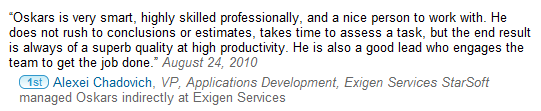 “Oskars is very smart, highly skilled professionally, and a nice person to work with. He
does not rush to conclusions or estimates, takes time to assess a task, but the end result
is always of a superb quality at high productivity. He is also a good lead who engages the
team to get the job done.” August 24, 2010
1st Alexei Chadovich, VP, Applications Development, Exigen Services StarSoft
managed Oskars indirectly at Exigen Services